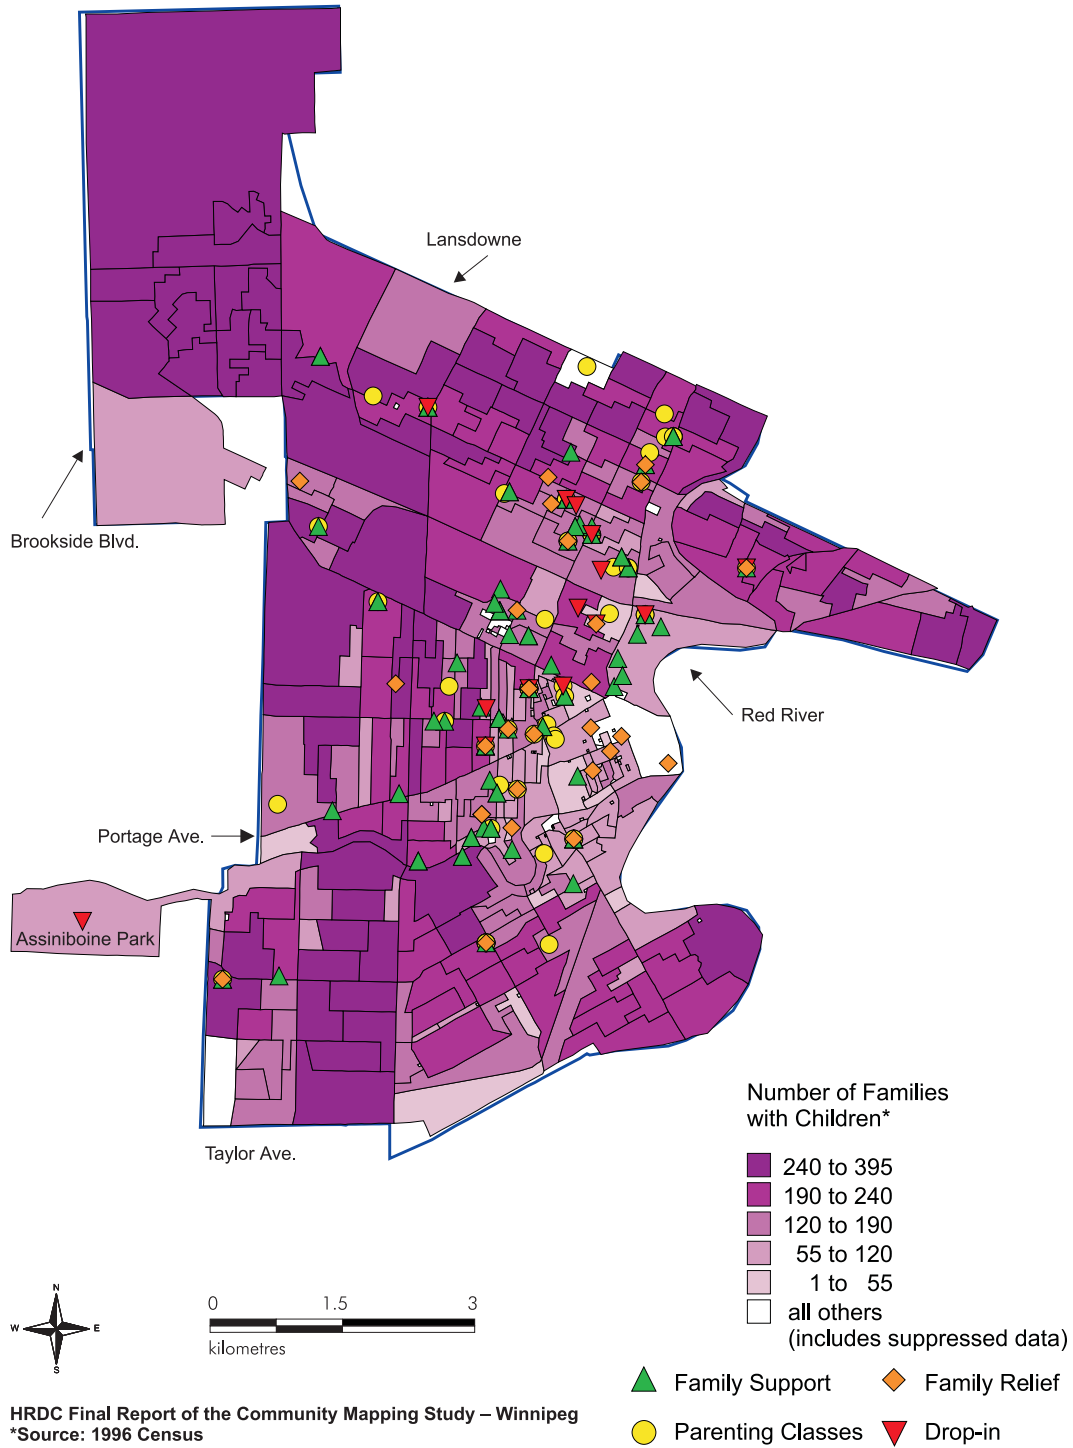 Lansdowne
Brookside Blvd.
Red River
Portage Ave.
Assiniboine Park
Taylor Ave.
Number of Families
with Children*
240 to 395
190 to 240
120 to 190
55 to 120
1 to 55
all others
(includes suppressed data)
N
W E
S
0 1.5 3
kilometres
Family Support Family Relief
Parenting Classes Drop-in
HRDC Final Report of the Community Mapping Study – Winnipeg
*Source: 1996 Census